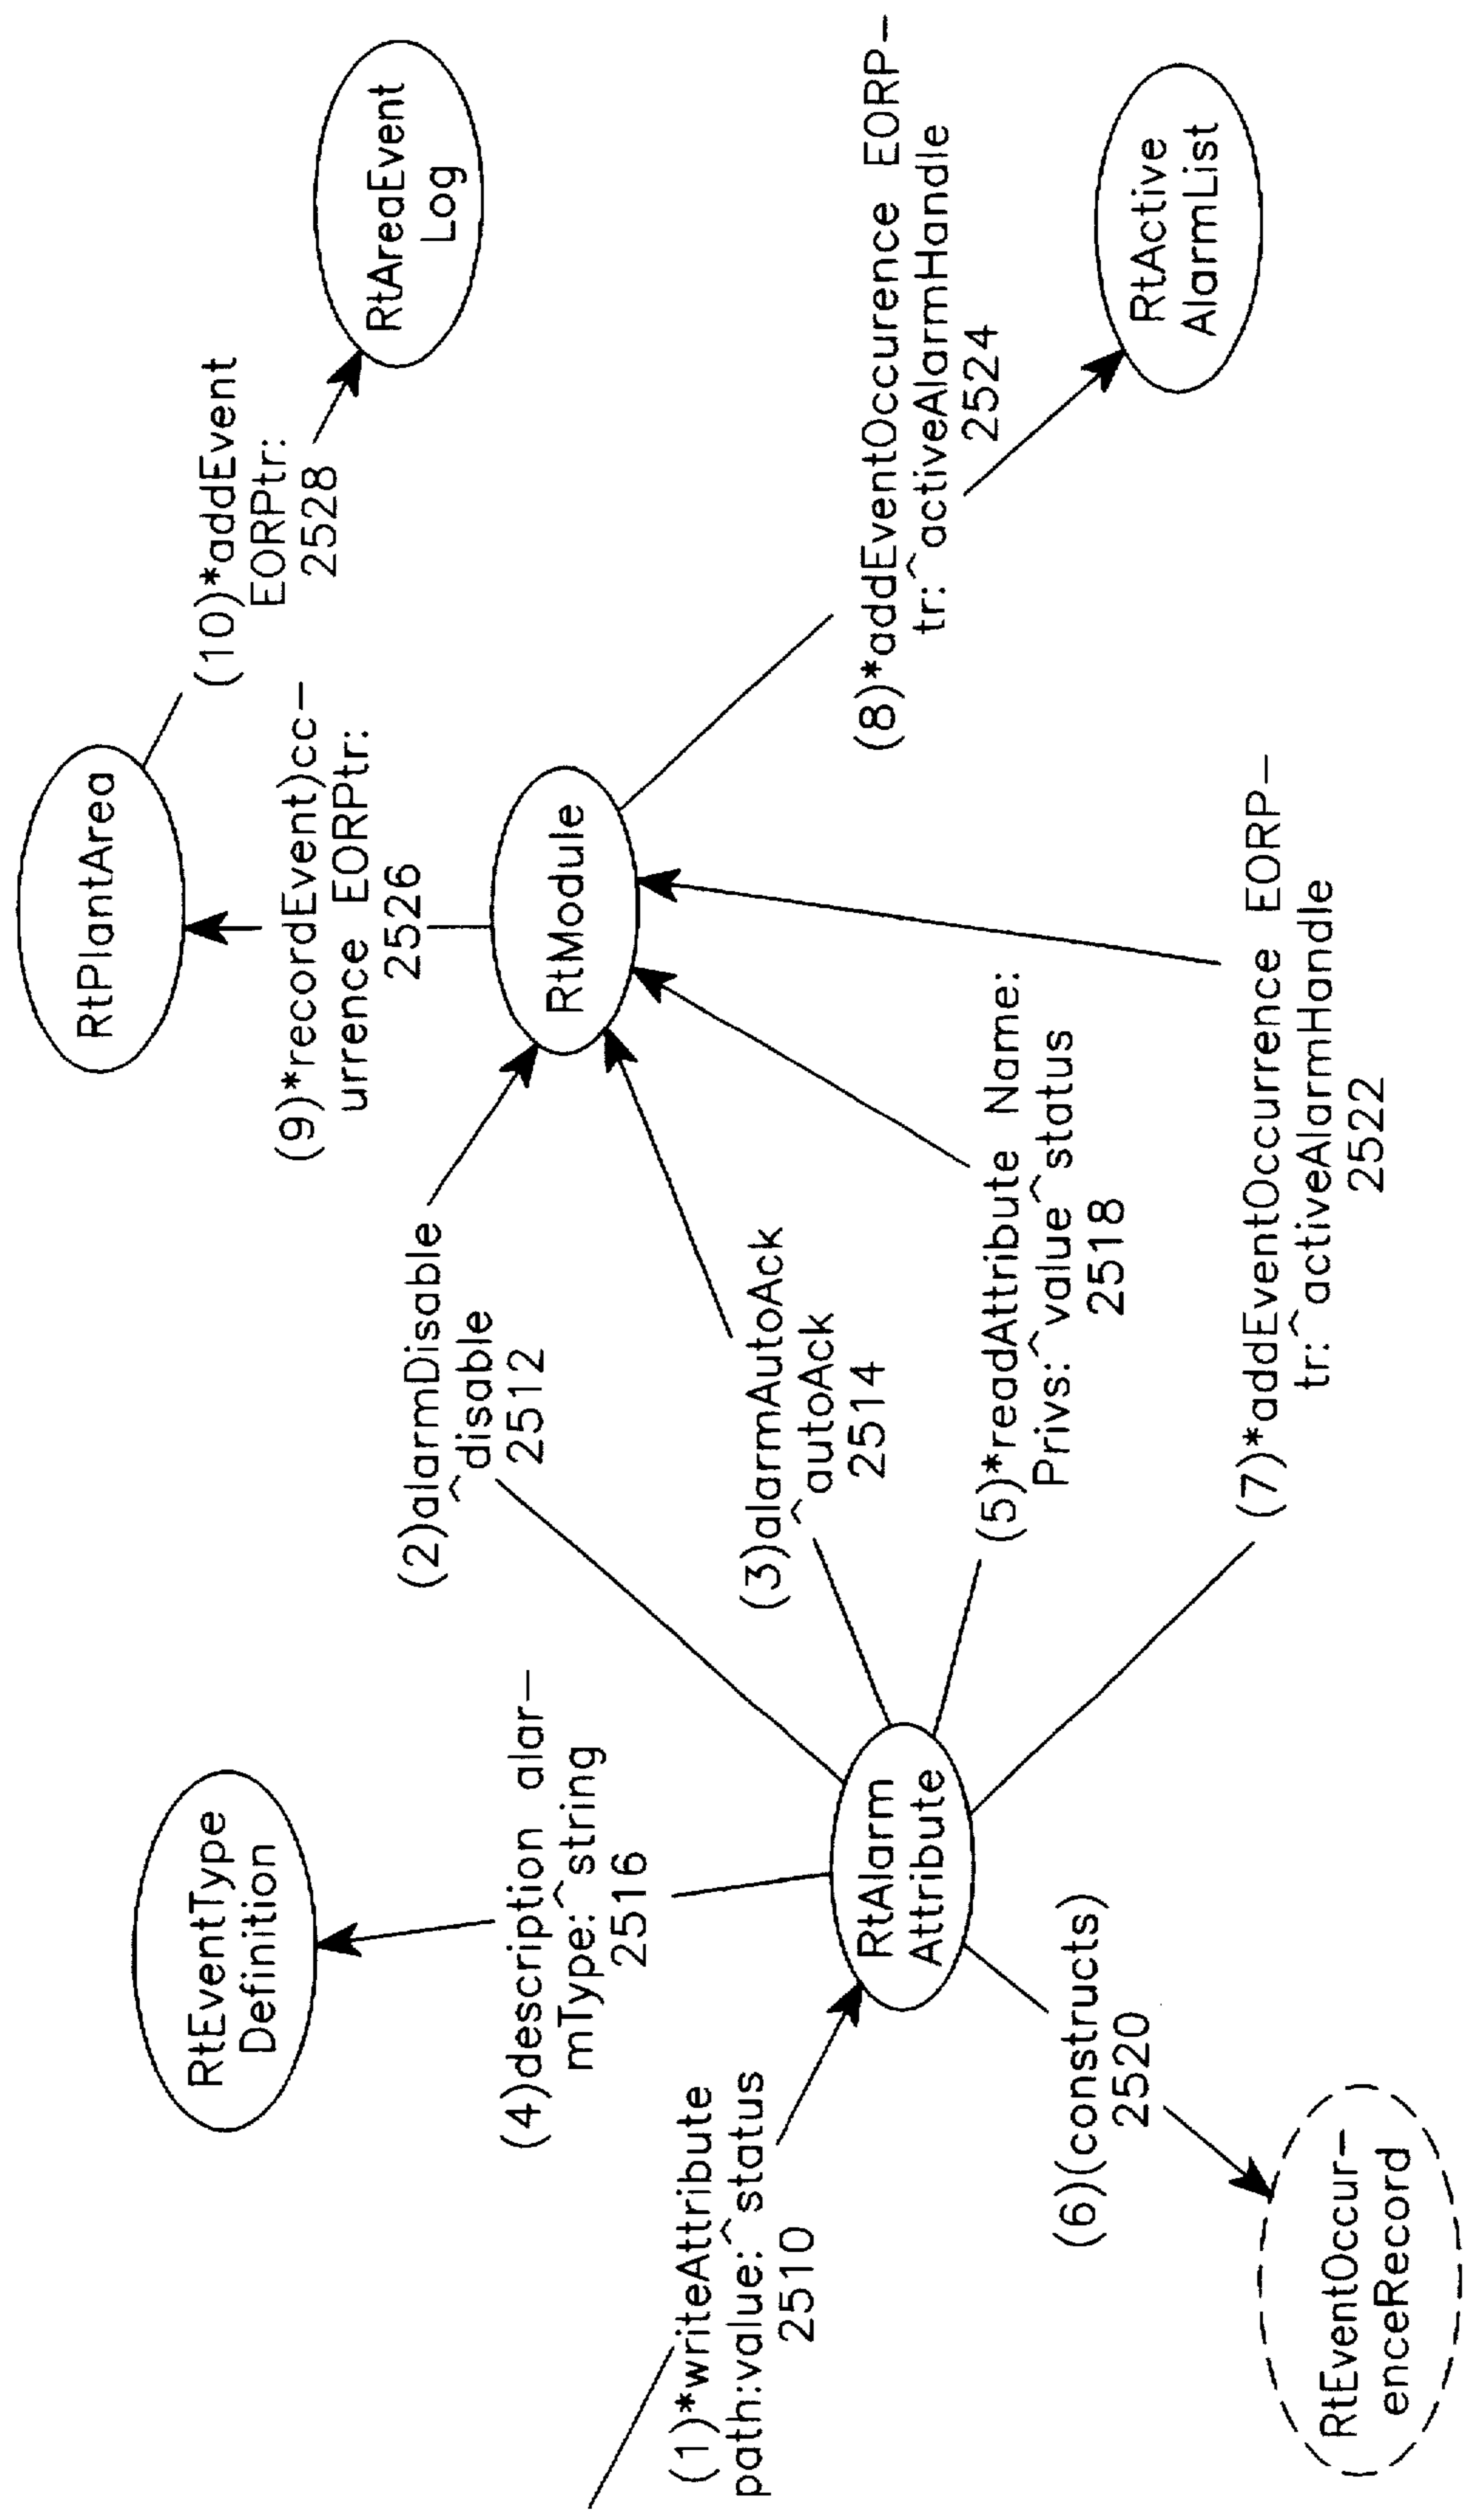 RtEventType
Definition
RtPlantArea
(10)*addEvent
EORPtr:
2528
RtAreaEvent
Log
(9)*recordEvent)cc-
urrence EORPtr:
2526
(2)alarmDisable
^disable
2512
(4)description alar-
mType:^string
2516
RtModule
(1)*writeAttribute
path:value:^status
2510
(3)alarmAutoAck
^autoAck
2514
RtAlarm
Attribute
(8)*addEventOccurence EORP-
tr:^activeAlarmHandle
2524
(5)*readAttribute Name:
Privs:^value^status
2518
(6)(constructs)
2520
RtActive
AlarmList
(7)*addEventOccurrence EORP-
tr:^activeAlarmHandle
2522
RtEventOccur-
enceRecord